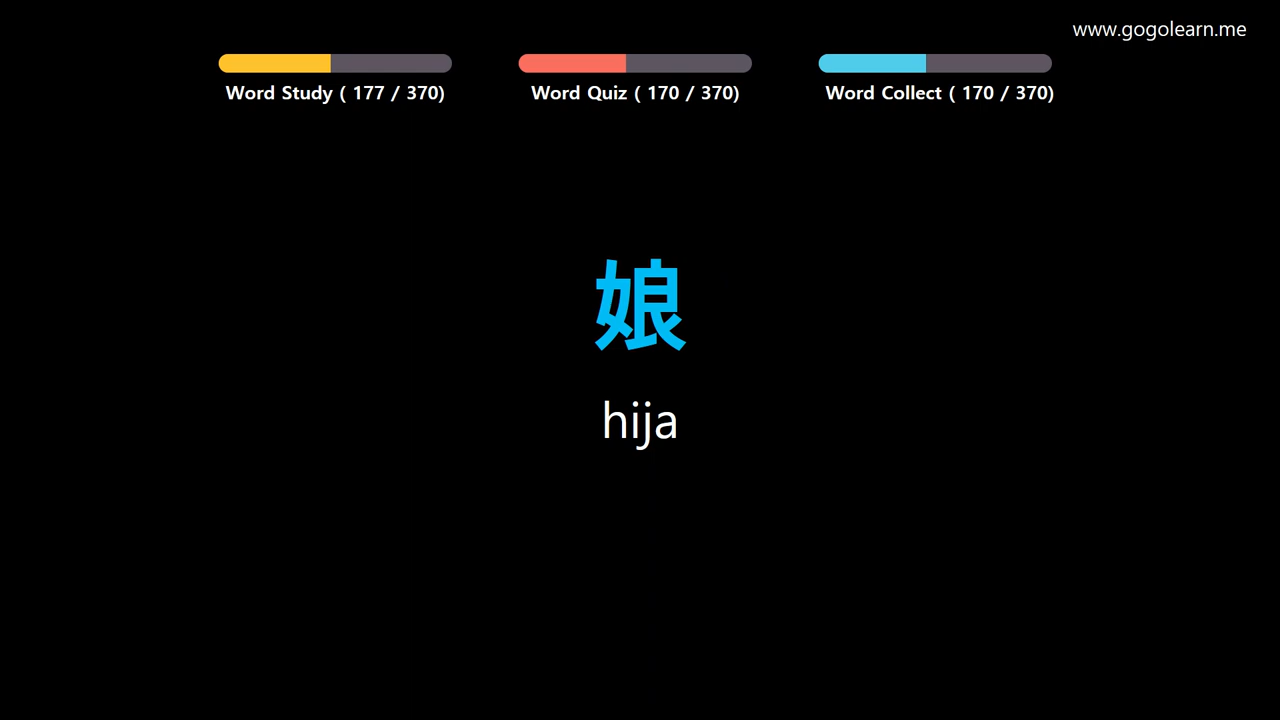 www.gogolearn.me
Word Study ( 177 / 370)
Word Quiz ( 170 / 370)
Word Collect ( 170 / 370)
娘
hija